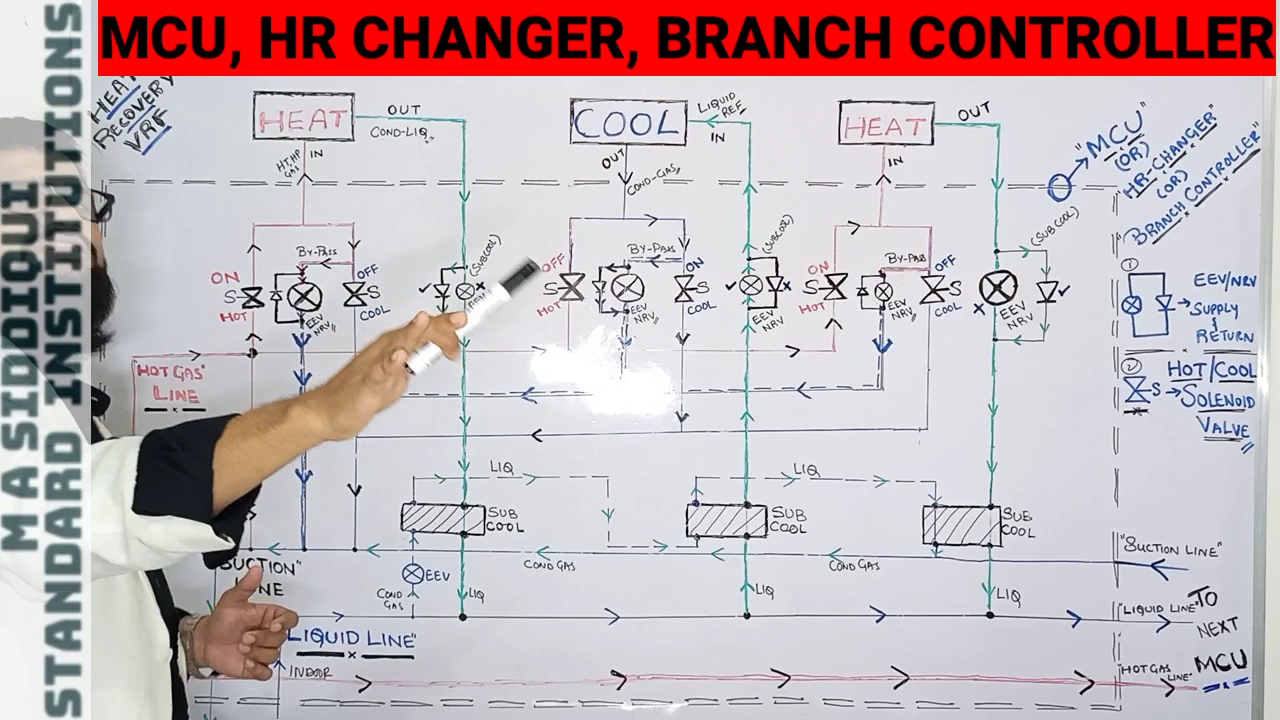 MCU, HR CHANGER, BRANCH CONTROLLER
M A SIDDIQUI
STANDARD INSTITUTIONS
HEAT
RECOVERY
VRF
HEAT
OUT
COND-LIQ
HT.HP
GAS
IN
COOL
LIQUID
REF
IN
OUT
COND-GAS
HEAT
OUT
IN
"MCU"
(OR)
HR-CHANGER
(OR)
"BRANCH CONTROLLER"
ON
S
HOT
BY-PASS
EEV
NRV
OFF
S
COOL
(SUBCOOL)
OFF
S
HOT
BY-PASS
EEV
NRV
ON
S
COOL
(SUBCOOL)
EEV
NRV
ON
S
HOT
BY-PASS
EEV
NRV
OFF
S
COOL
(SUB COOL)
EEV
NRV
①
EEV/NRV
SUPPLY
&
RETURN
②
S
HOT/COOL
SOLENOID
VALVE
"HOT GAS"
LINE
LIQ
LIQ
SUB
COOL
SUB
COOL
SUB
COOL
SUCTION"
LINE
COND GAS
COND GAS
"SUCTION LINE"
EEV
COND
GAS
LIQ
LIQ
LIQ
LIQUID LINE"
"LIQUID LINE"
TO
NEXT
MCU
INDOOR
HOT GAS
LINE"